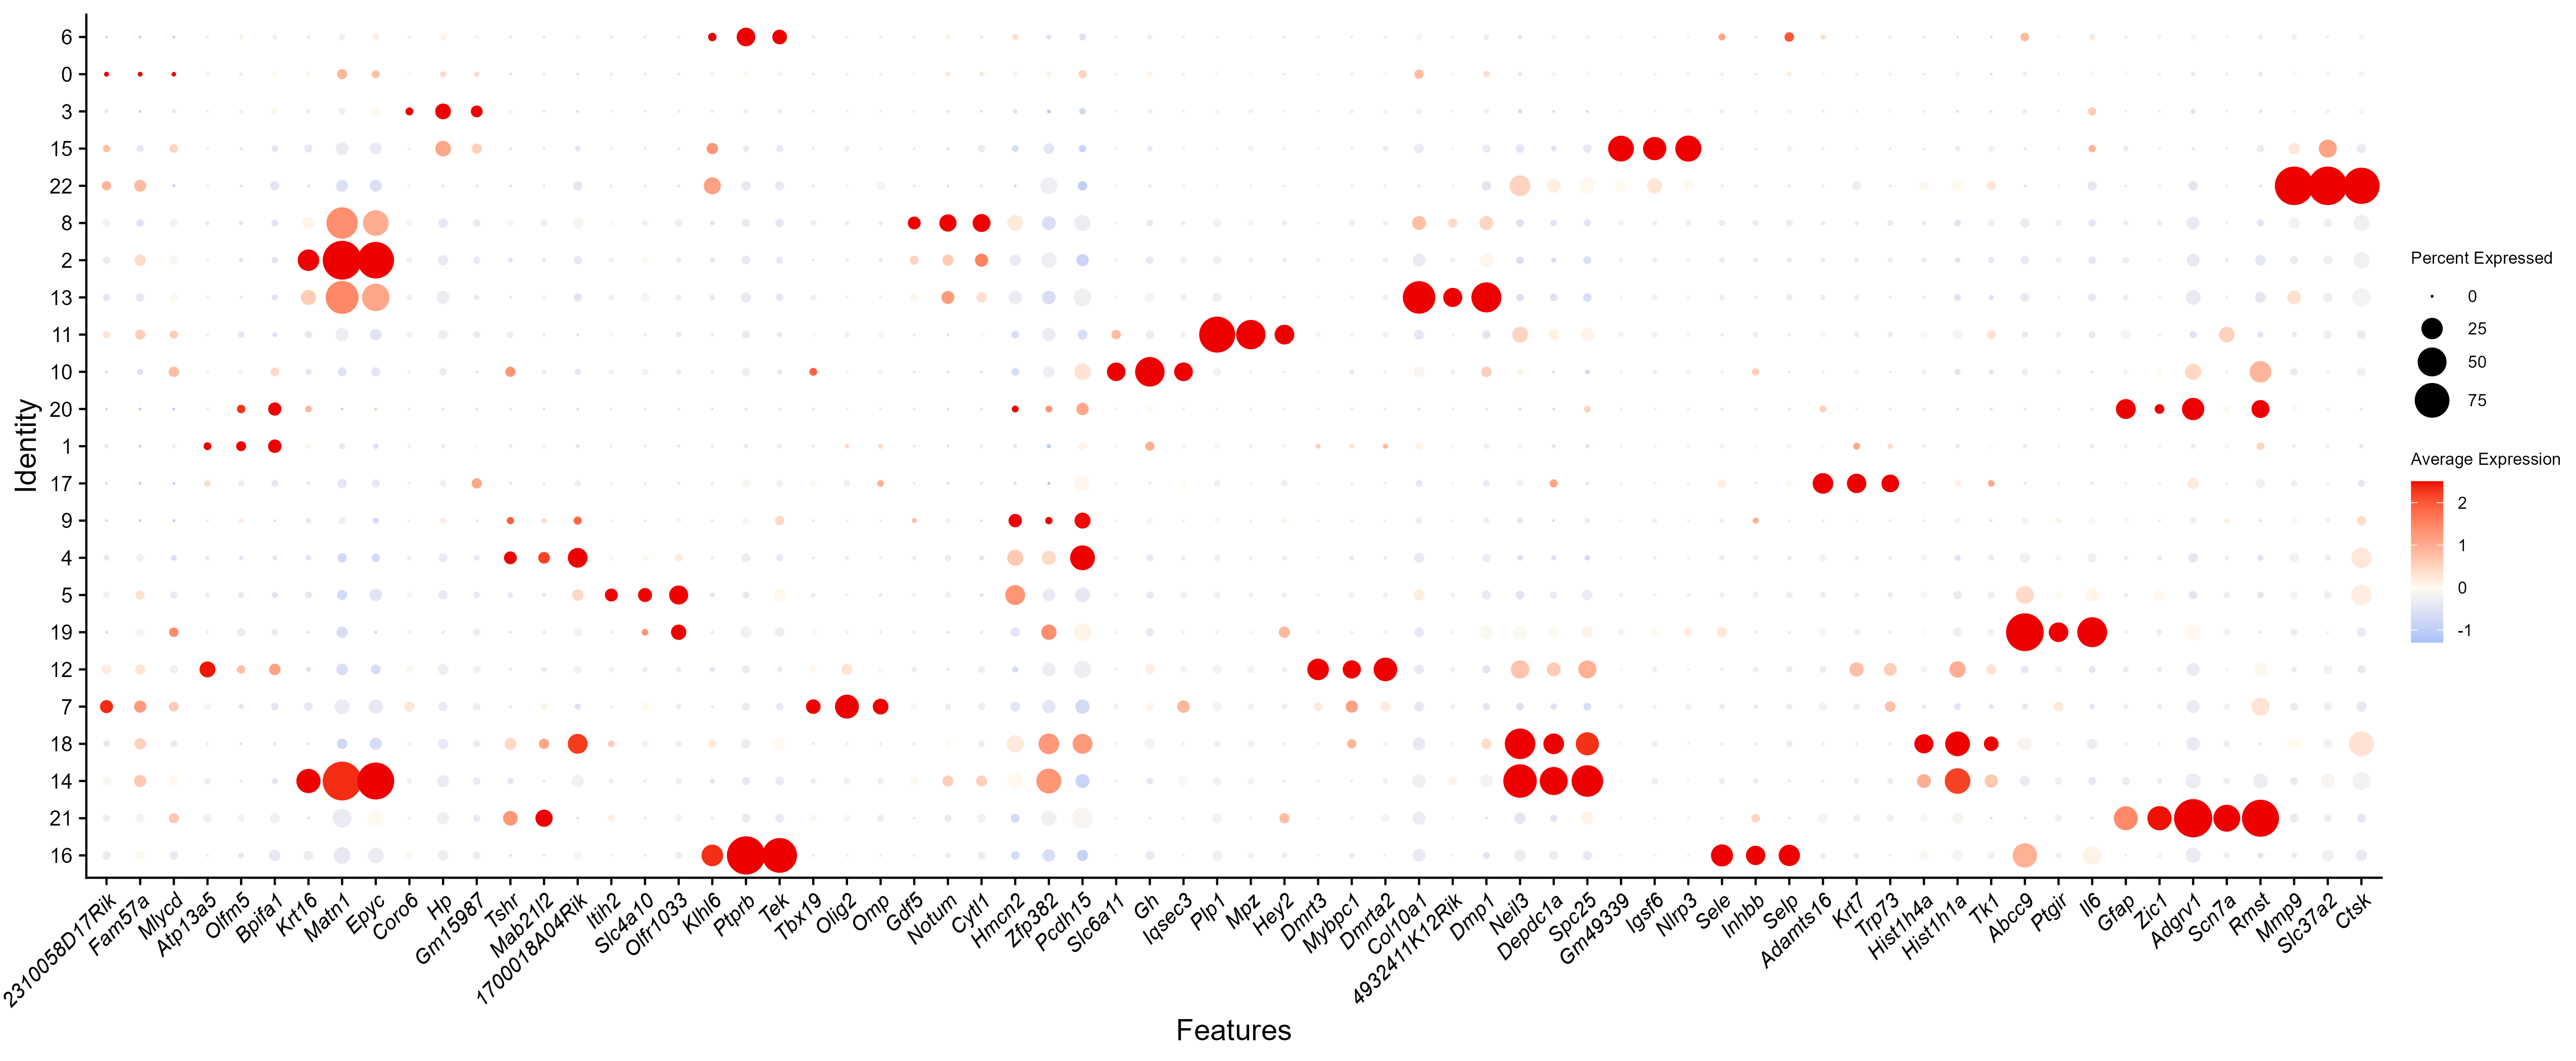 Identity
6
0
3
15
22
8
2
13
11
10
20
1
17
9
4
5
19
12
7
18
14
21
16
2310058D17Rik
Fam57a
Mlycd
Atp13a5
Olfm5
Bpifa1
Krt16
Matn1
Epyc
Coro6
Hp
Gm15987
Tshr
Mab21l2
1700018A04Rik
Itih2
Slc4a10
Olfr1033
Klhl6
Ptprb
Tek
Tbx19
Olig2
Omp
Gdf5
Notum
Cytl1
Hmcn2
Zfp382
Pcdh15
Slc6a11
Gh
Iqsec3
Plp1
Mpz
Hey2
Dmrt3
Mybpc1
Dmrta2
Col10a1
4932411K12Rik
Dmp1
Neil3
Depdc1a
Spc25
Gm49339
Igsf6
Nlrp3
Sele
Inhbb
Selp
Adamts16
Krt7
Trp73
Hist1h4a
Hist1h1a
Tk1
Abcc9
Ptgir
Il6
Gfap
Zic1
Adgrv1
Scn7a
Rmst
Mmp9
Slc37a2
Ctsk
Features
Percent Expressed
0
25
50
75
Average Expression
2
1
0
-1